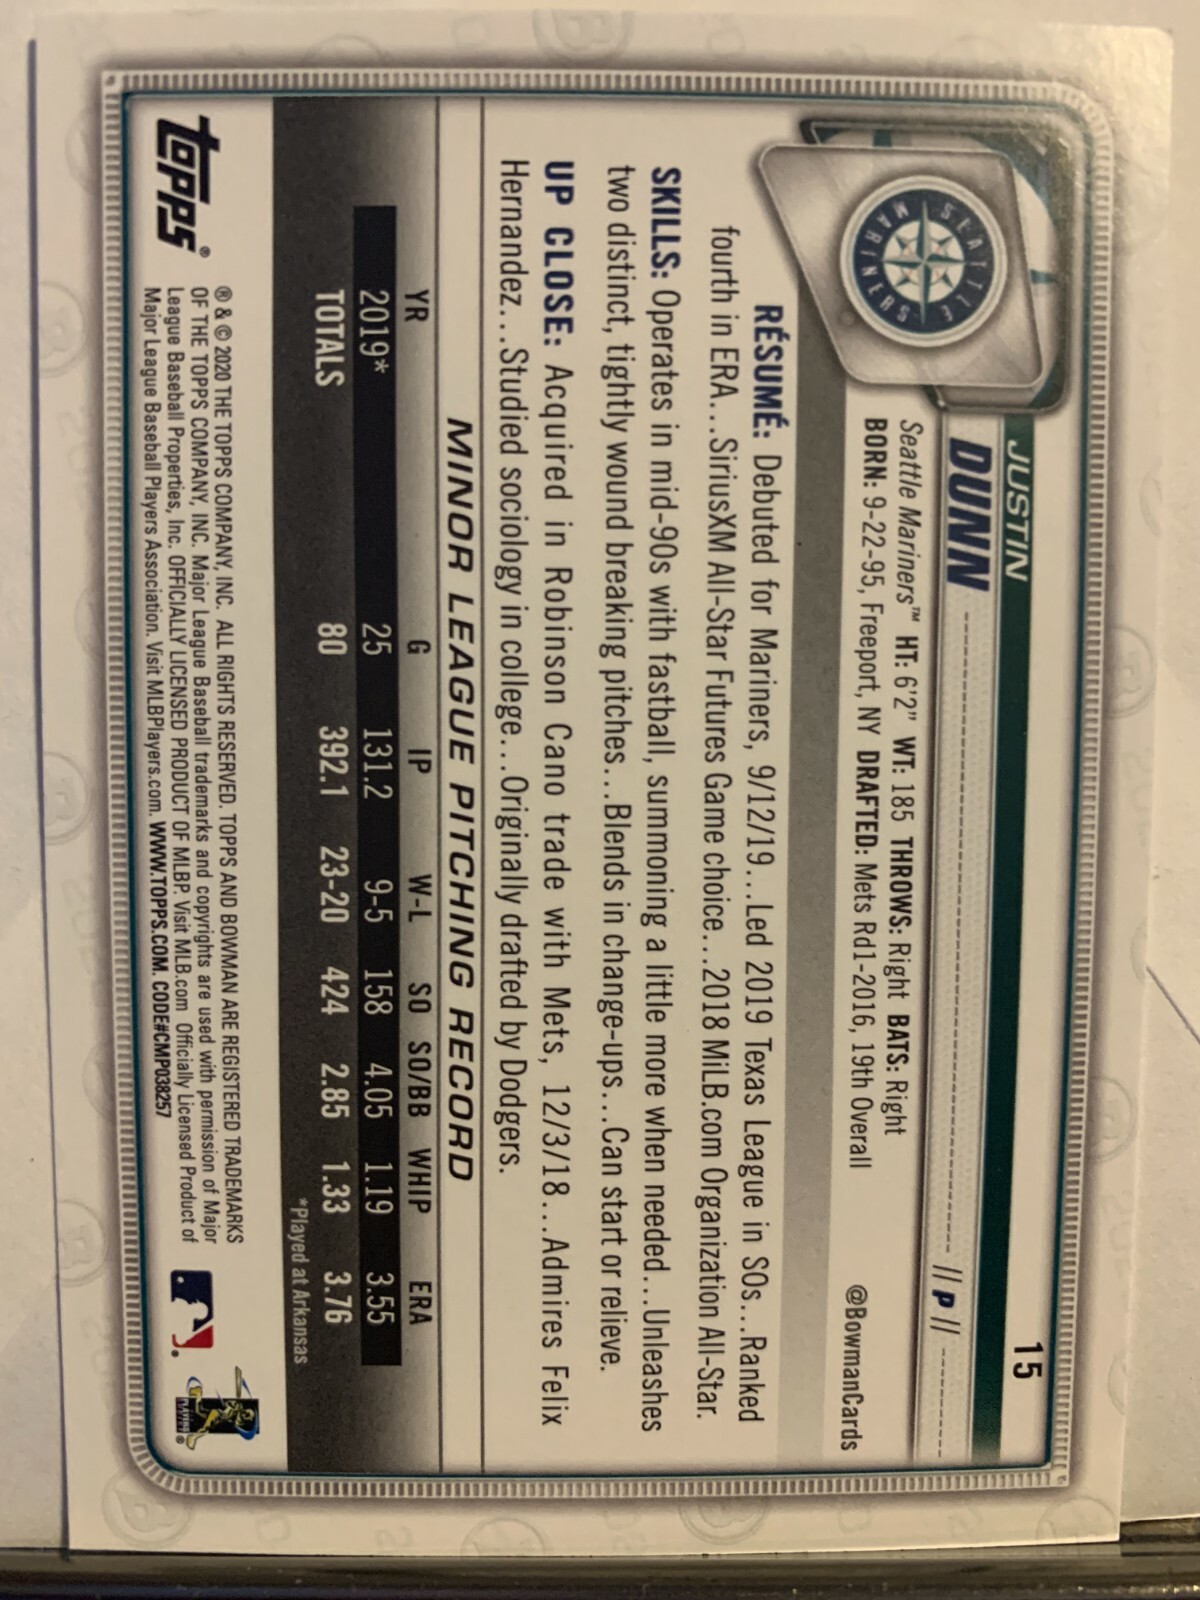 15
JUSTIN
DUNN
|| P ||
SEATTLE MARINERS
Seattle Mariners™ HT: 6'2" WT: 185 THROWS: Right BATS: Right
BORN: 9-22-95, Freeport, NY DRAFTED: Mets Rd1-2016, 19th Overall
@BowmanCards
RÉSUMÉ: Debuted for Mariners, 9/12/19...Led 2019 Texas League in SOs...Ranked
fourth in ERA...SiriusXM All-Star Futures Game choice...2018 MiLB.com Organization All-Star.
SKILLS: Operates in mid-90s with fastball, summoning a little more when needed...Unleashes
two distinct, tightly wound breaking pitches...Blends in change-ups...Can start or relieve.
UP CLOSE: Acquired in Robinson Cano trade with Mets, 12/3/18...Admires Felix
Hernandez...Studied sociology in college...Originally drafted by Dodgers.
MINOR LEAGUE PITCHING RECORD
YR G IP W-L SO SO/BB WHIP ERA
2019* 25 131.2 9-5 158 4.05 1.19 3.55
TOTALS 80 392.1 23-20 424 2.85 1.33 3.76
*Played at Arkansas
topps®
® & © 2020 THE TOPPS COMPANY, INC. ALL RIGHTS RESERVED. TOPPS AND BOWMAN ARE REGISTERED TRADEMARKS
OF THE TOPPS COMPANY, INC. Major League Baseball trademarks and copyrights are used with permission of Major
League Baseball Properties, Inc. OFFICIALLY LICENSED PRODUCT OF MLBP. Visit MLB.com Officially Licensed Product of
Major League Baseball Players Association. Visit MLBPlayers.com. WWW.TOPPS.COM. CODE#CMP038257